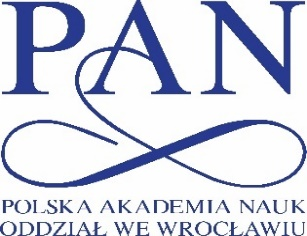 PAN
POLSKA AKADEMIA NAUK
ODDZIAŁ WE WROCŁAWIU